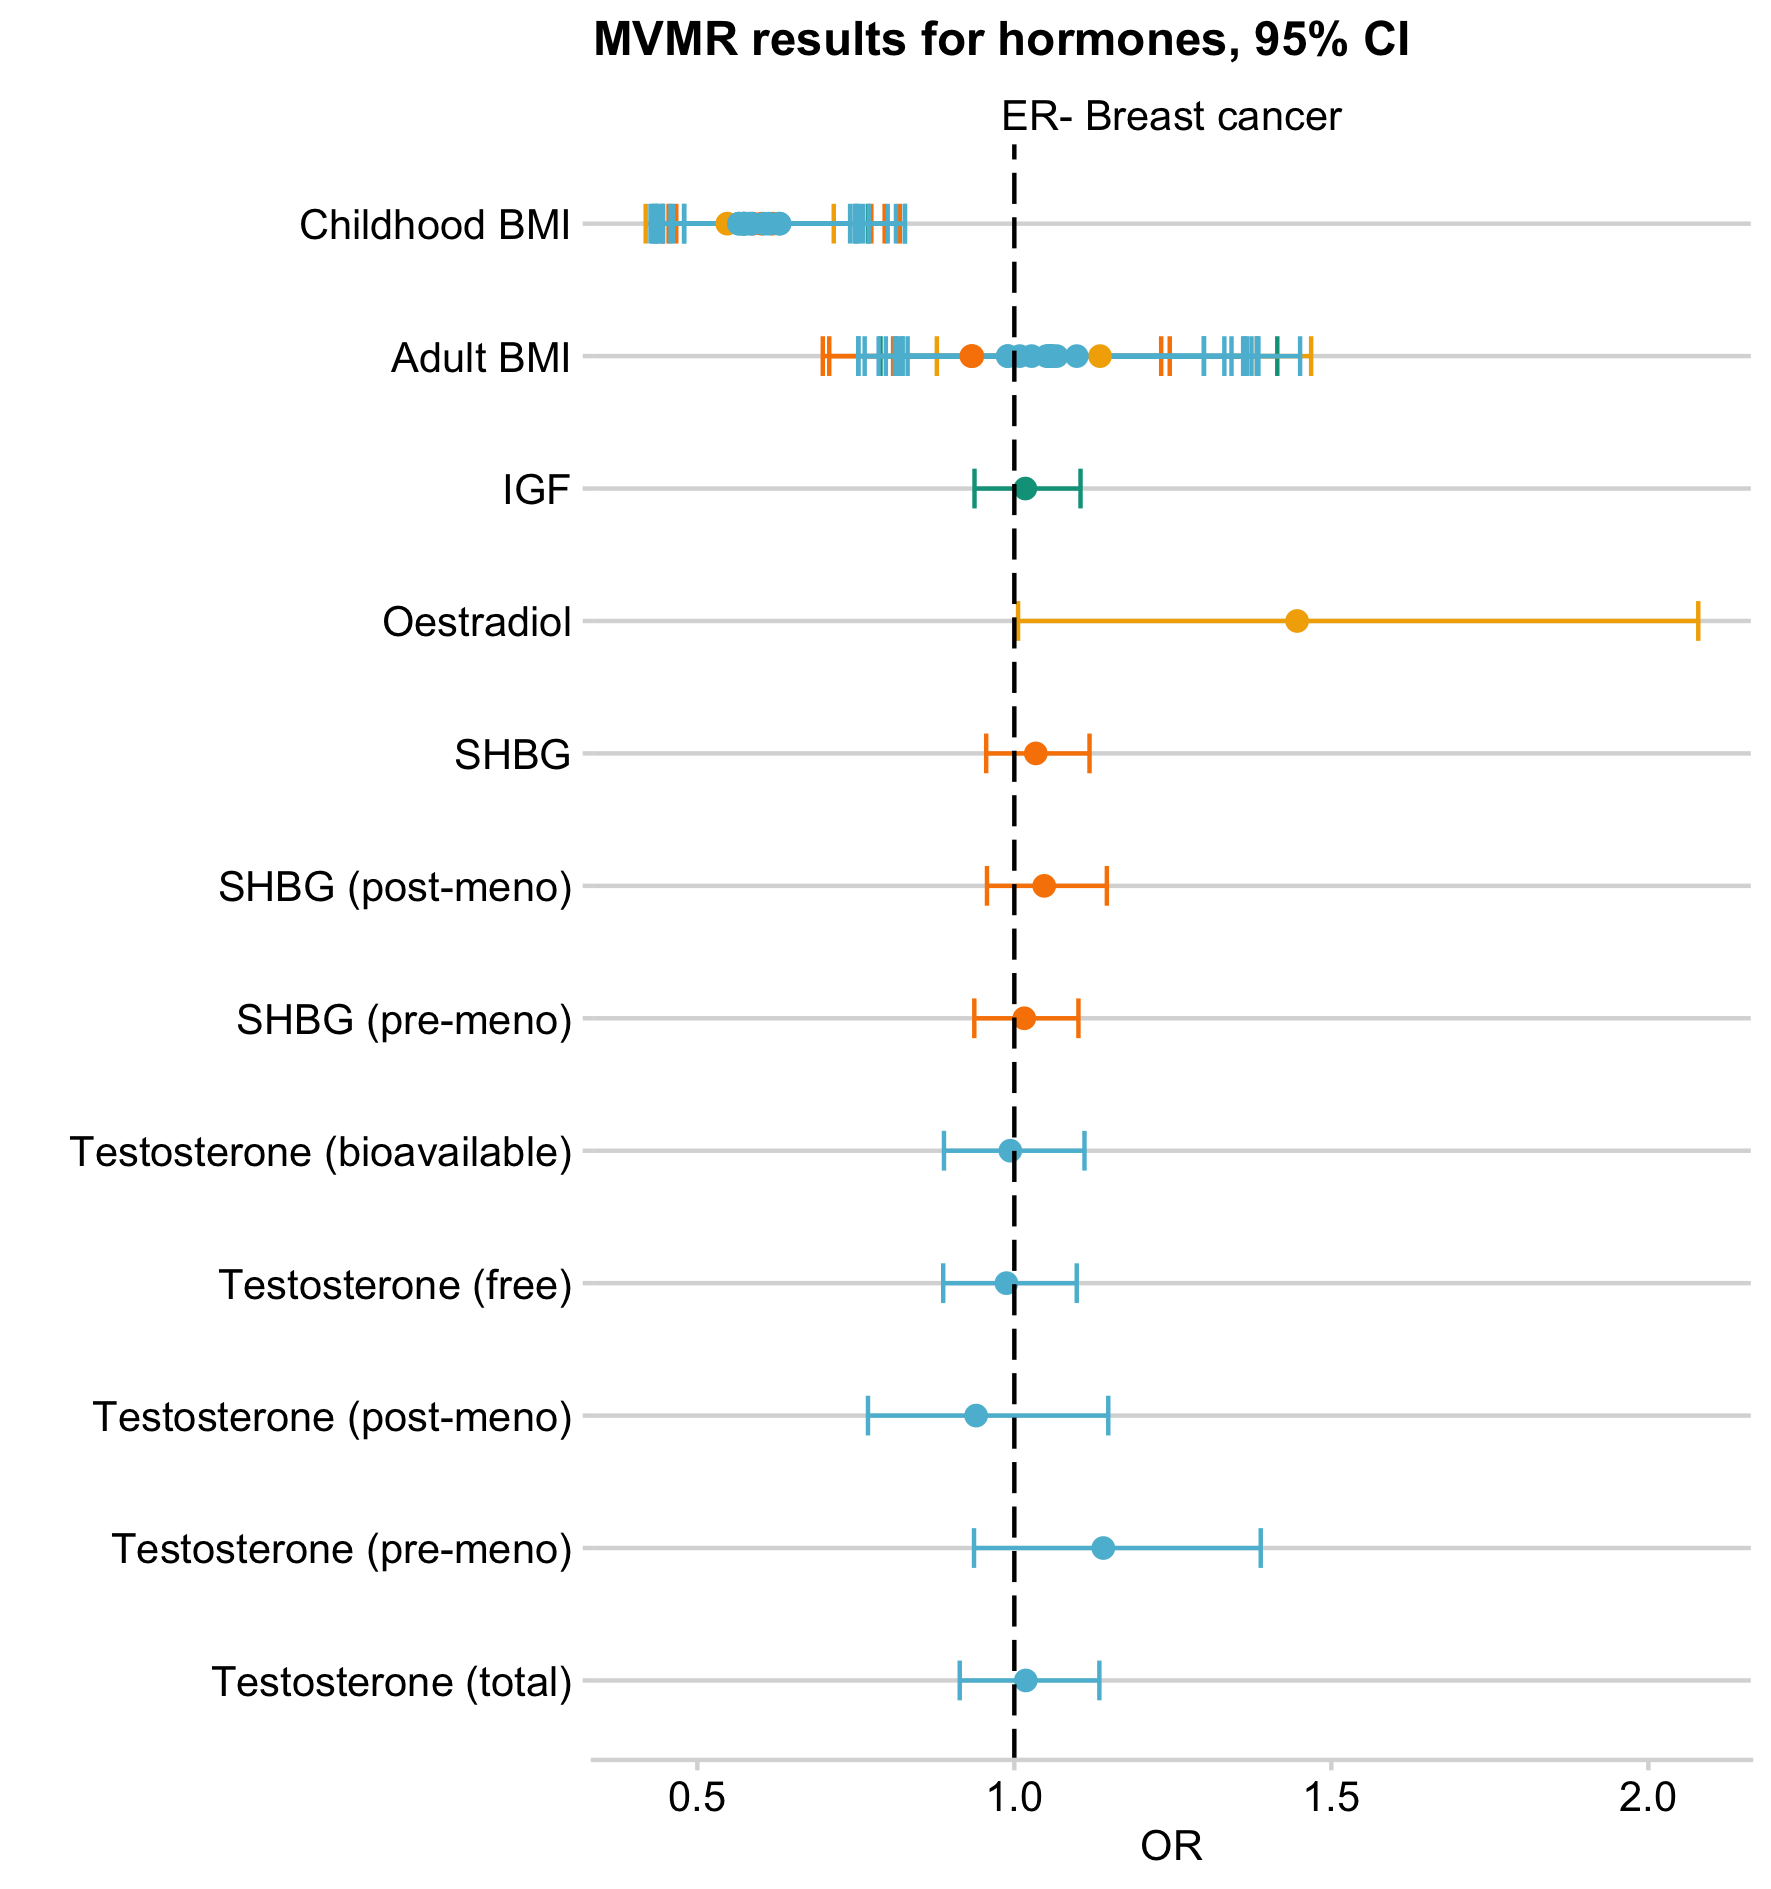 MVMR results for hormones, 95% CI
ER- Breast cancer
Childhood BMI
Adult BMI
IGF
Oestradiol
SHBG
SHBG (post-meno)
SHBG (pre-meno)
Testosterone (bioavailable)
Testosterone (free)
Testosterone (post-meno)
Testosterone (pre-meno)
Testosterone (total)
0.5 1.0 1.5 2.0
OR